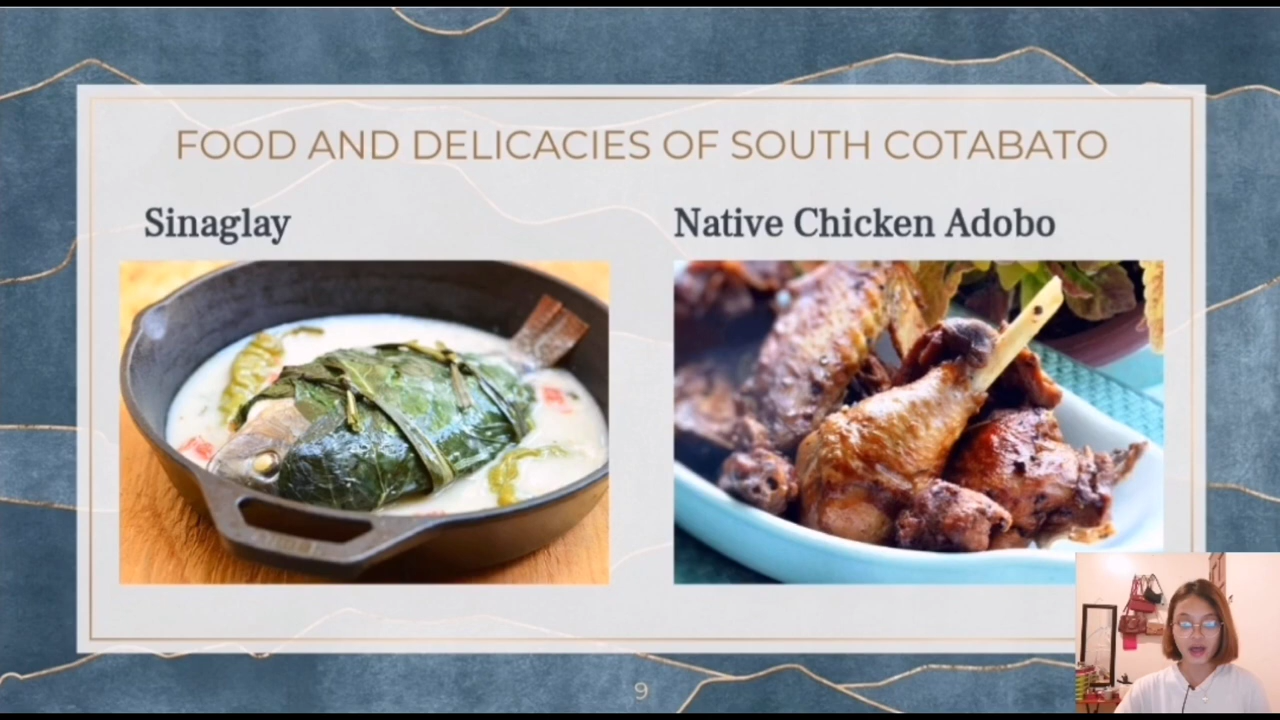 FOOD AND DELICACIES OF SOUTH COTABATO
Sinaglay
Native Chicken Adobo
9